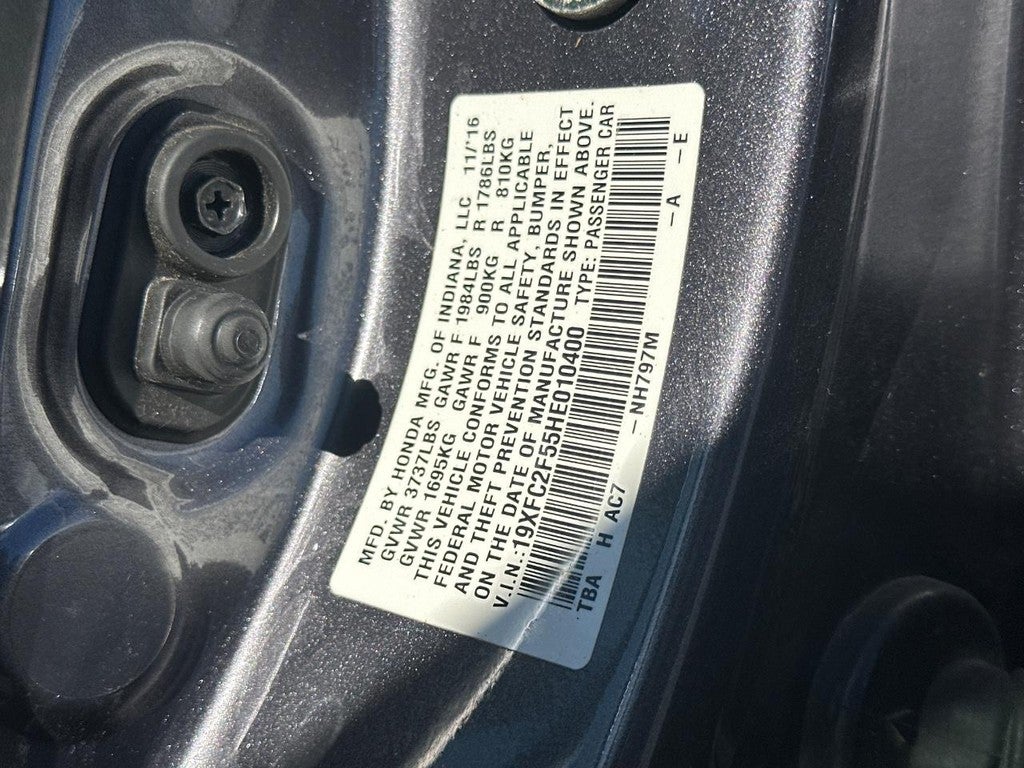 MFD. BY HONDA MFG. OF INDIANA, LLC 11/'16
GVWR 3737LBS GAWR F 1984LBS R 1786LBS
GVWR 1695KG GAWR F 900KG R 810KG
THIS VEHICLE CONFORMS TO ALL APPLICABLE
FEDERAL MOTOR VEHICLE SAFETY, BUMPER,
AND THEFT PREVENTION STANDARDS IN EFFECT
ON THE DATE OF MANUFACTURE SHOWN ABOVE.
V.I.N.:19XFC2F55HE010400 TYPE: PASSENGER CAR
TBA H AC7 -NH797M -A -E